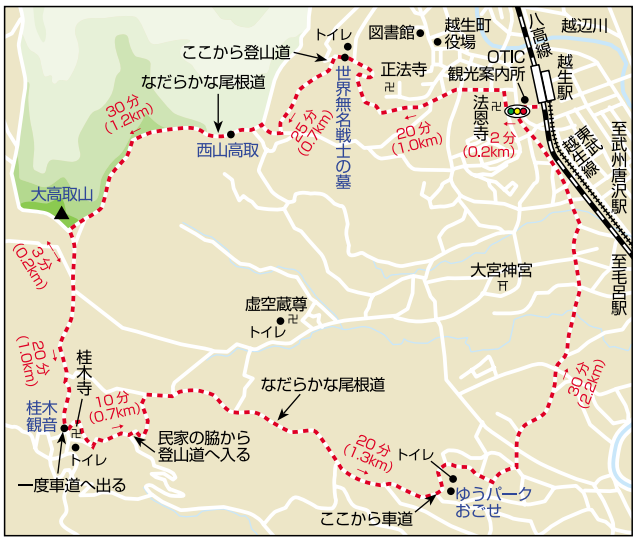 トイレ
図書館
越生町
役場
八高線
越辺川
ここから登山道
OTIC
観光案内所
越生駅
なだらかな尾根道
正法寺
卍
30分
(1.2km)
25分
(0.7km)
世界無名戦士の墓
20分
(1.0km)
法恩寺
卍
2分
(0.2km)
東武
越生線
至武州唐沢駅
西山高取
大高取山
3分
(0.2km)
大宮神宮
至毛呂駅
虚空蔵尊
卍
トイレ
20分
(1.0km)
桂木寺
卍
桂木
観音
10分
(0.7km)
なだらかな尾根道
30分
(2.2km)
民家の脇から
登山道へ入る
トイレ
一度車道へ出る
20分
(1.3km)
トイレ
ゆうパーク
おごせ
ここから車道